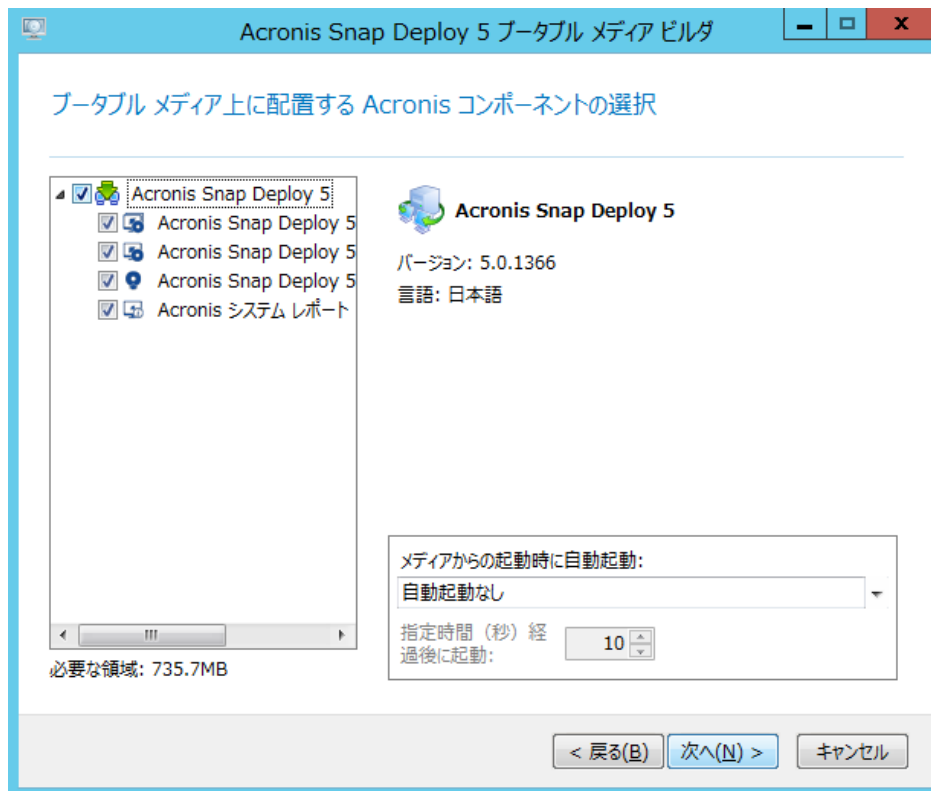 Acronis Snap Deploy 5 ブータブル メディア ビルダ
ブータブル メディア上に配置する Acronis コンポーネントの選択
Acronis Snap Deploy 5
Acronis Snap Deploy 5
Acronis Snap Deploy 5
Acronis Snap Deploy 5
Acronis システム レポート
必要な領域: 735.7MB
Acronis Snap Deploy 5
バージョン: 5.0.1366
言語: 日本語
メディアからの起動時に自動起動:
自動起動なし
指定時間（秒）経
過後に起動:
10
< 戻る(B)
次へ(N) >
キャンセル